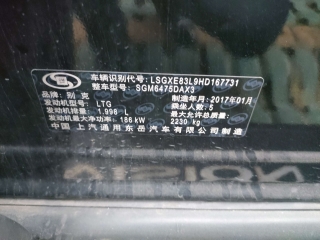 车辆识别代号: LSGXE83L9HD167731
整车型号: SGM6475DAX3
品牌: 别克 制造年月: 2017年01月
发动机型号: LTG 乘坐人数: 5
发动机排量: 1.998 L 最大允许总质量:
发动机最大净功率: 186 kW 2230 kg
中国 上汽通用东岳汽车有限公司制造
VISION